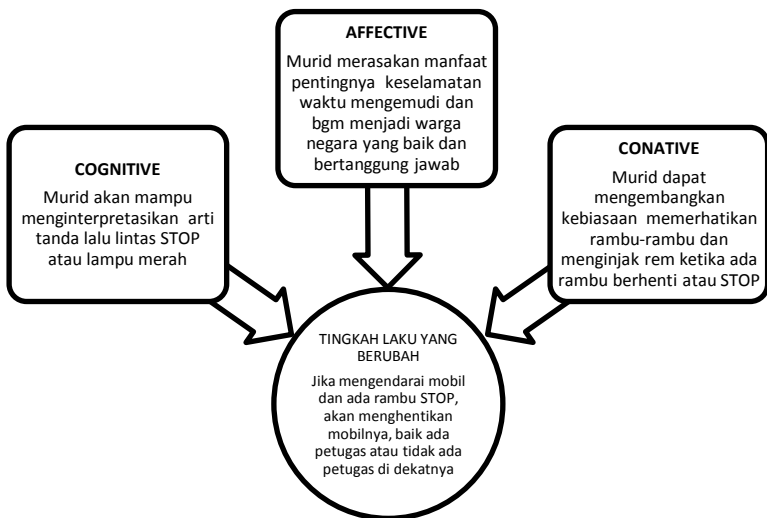 AFFECTIVE
Murid merasakan manfaat
pentingnya keselamatan
waktu mengemudi dan
bgm menjadi warga
negara yang baik dan
bertanggung jawab
COGNITIVE
Murid akan mampu
menginterpretasikan arti
tanda lalu lintas STOP
atau lampu merah
CONATIVE
Murid dapat
mengembangkan
kebiasaan memerhatikan
rambu-rambu dan
menginjak rem ketika ada
rambu berhenti atau STOP
TINGKAH LAKU YANG
BERUBAH
Jika mengendarai mobil
dan ada rambu STOP,
akan menghentikan
mobilnya, baik ada
petugas atau tidak ada
petugas di dekatnya